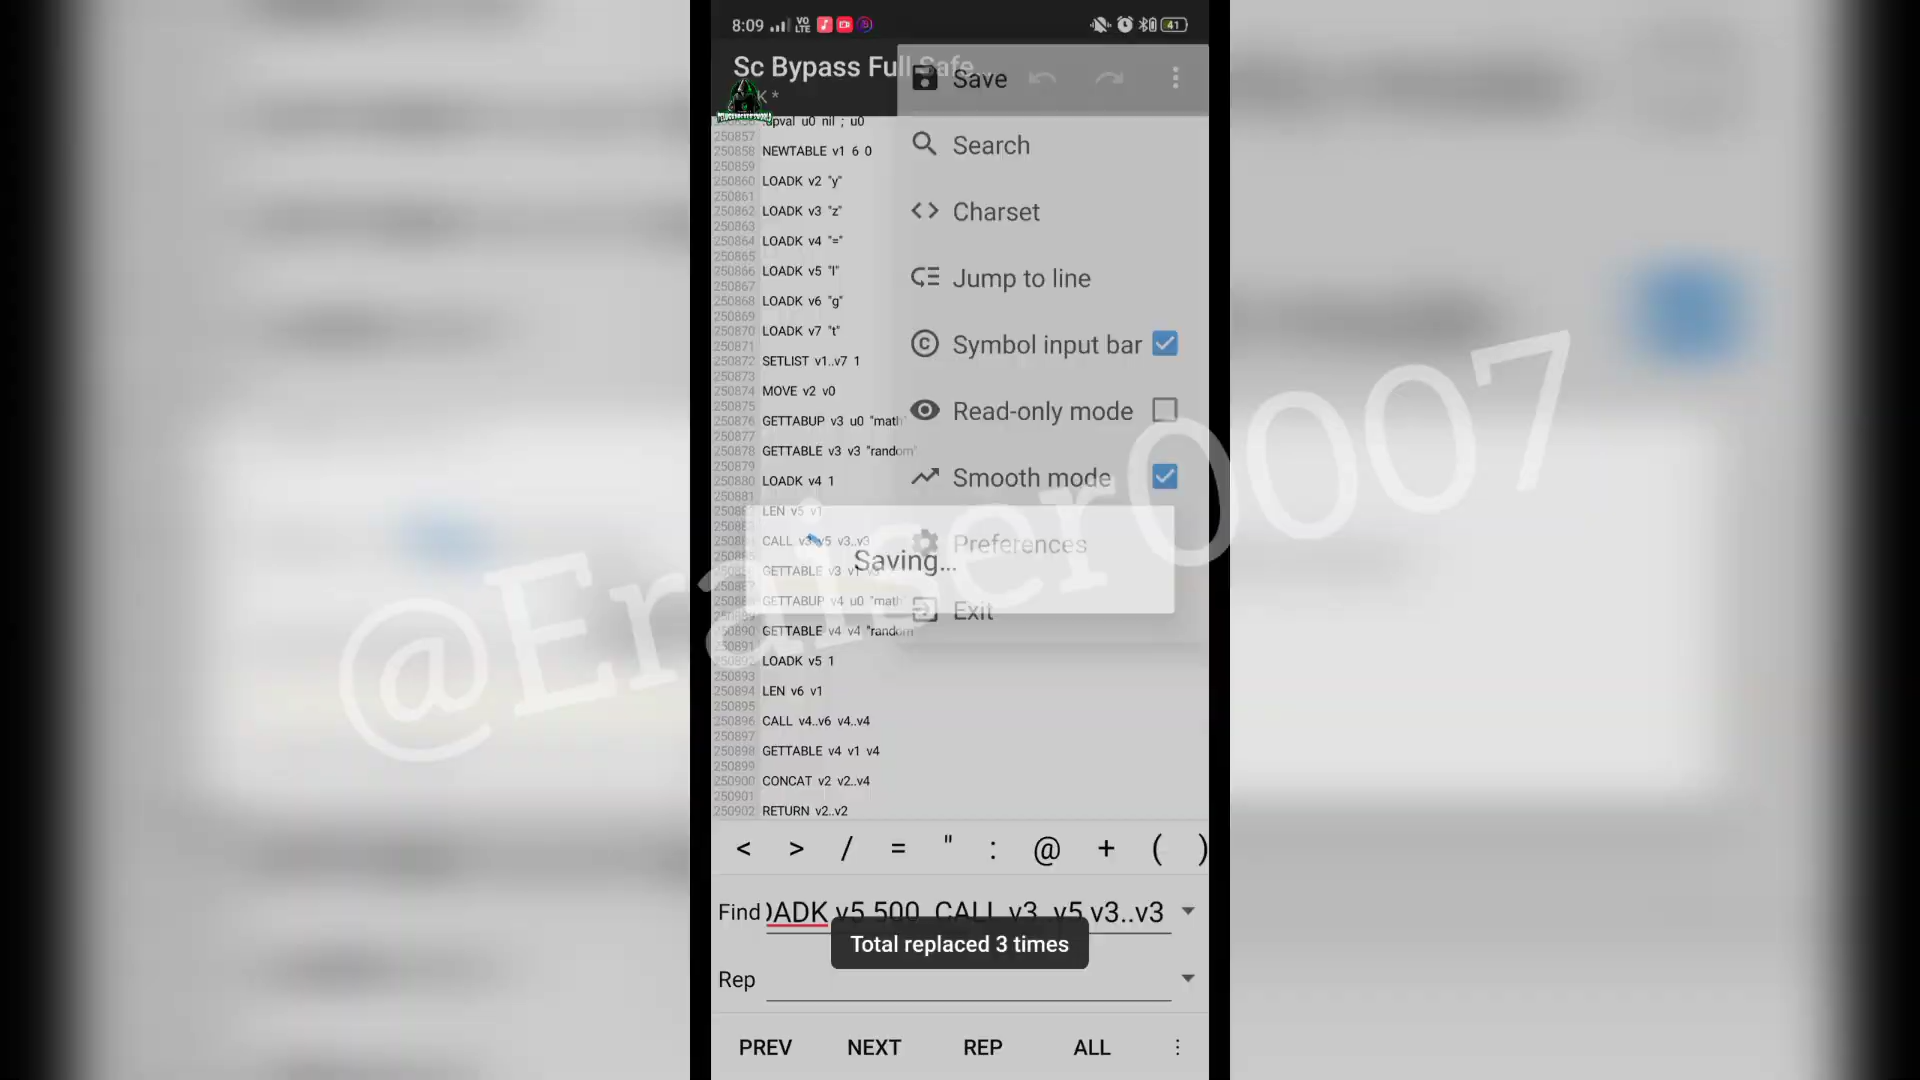 8:09 VO LTE 41
Sc Bypass Full Safe
K *
Save
250857 .upval u0 nil ; u0
250858 NEWTABLE v1 6 0
250859
250860 LOADK v2 "y"
250861
250862 LOADK v3 "z"
250863
250864 LOADK v4 "="
250865
250866 LOADK v5 "l"
250867
250868 LOADK v6 "g"
250869
250870 LOADK v7 "t"
250871
250872 SETLIST v1..v7 1
250873
250874 MOVE v2 v0
250875
250876 GETTABUP v3 u0 "math"
250877
250878 GETTABLE v3 v3 "random"
250879
250880 LOADK v4 1
250881
LEN v5 v1
CALL v3..v5 v3..v3
GETTABLE v3 v1 v3
GETTABUP v4 u0 "math"
250890 GETTABLE v4 v4 "random
250891
250892 LOADK v5 1
250893
250894 LEN v6 v1
250895
250896 CALL v4..v6 v4..v4
250897
250898 GETTABLE v4 v1 v4
250899
250900 CONCAT v2 v2..v4
250901
250902 RETURN v2..v2
Search
Charset
Jump to line
Symbol input bar
Read-only mode
Smooth mode
Preferences
Exit
Saving...
@Eraiser0007
< > / = " : @ + ( )
Find OADK v5 500 CALL v3..v5 v3..v3
Total replaced 3 times
Rep
PREV NEXT REP ALL